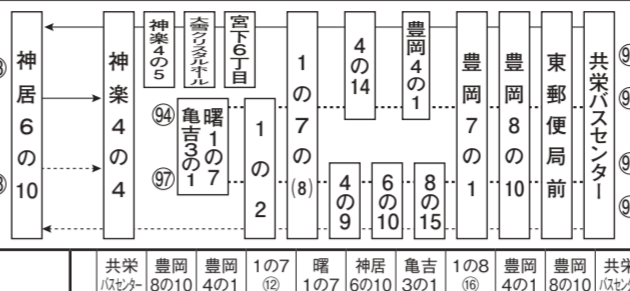 神居6の10
神楽4の4
神楽4の5
大雪クリスタルホール
宮下6丁目
㉔
㉗
曙1の7
亀吉3の1
1の2
1の7の(8)
4の14
4の9
6の10
豊岡4の1
8の15
豊岡7の1
豊岡8の10
東郵便局前
共栄バスセンター
共栄バスセンター 豊岡8の10 豊岡4の1 1の7⑫ 曙1の7 神居6の10 亀吉3の1 1の8⑯ 豊岡4の1 豊岡8の10